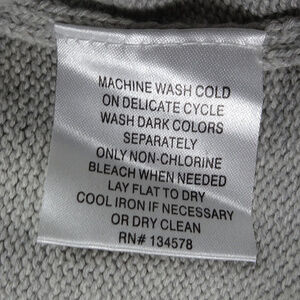 MACHINE WASH COLD
ON DELICATE CYCLE
WASH DARK COLORS
SEPARATELY
ONLY NON-CHLORINE
BLEACH WHEN NEEDED
LAY FLAT TO DRY
COOL IRON IF NECESSARY
OR DRY CLEAN
RN# 134578